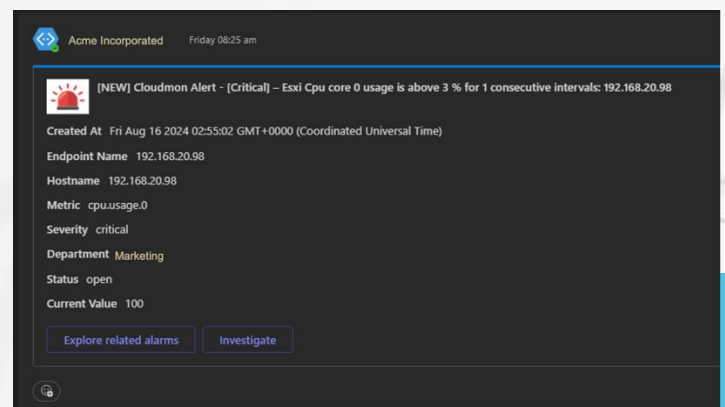 Acme Incorporated Friday 08:25 am
[NEW] Cloudmon Alert - [Critical] – Esxi Cpu core 0 usage is above 3 % for 1 consecutive intervals: 192.168.20.98
Created At Fri Aug 16 2024 02:55:02 GMT+0000 (Coordinated Universal Time)
Endpoint Name 192.168.20.98
Hostname 192.168.20.98
Metric cpu.usage.0
Severity critical
Department Marketing
Status open
Current Value 100
Explore related alarms Investigate